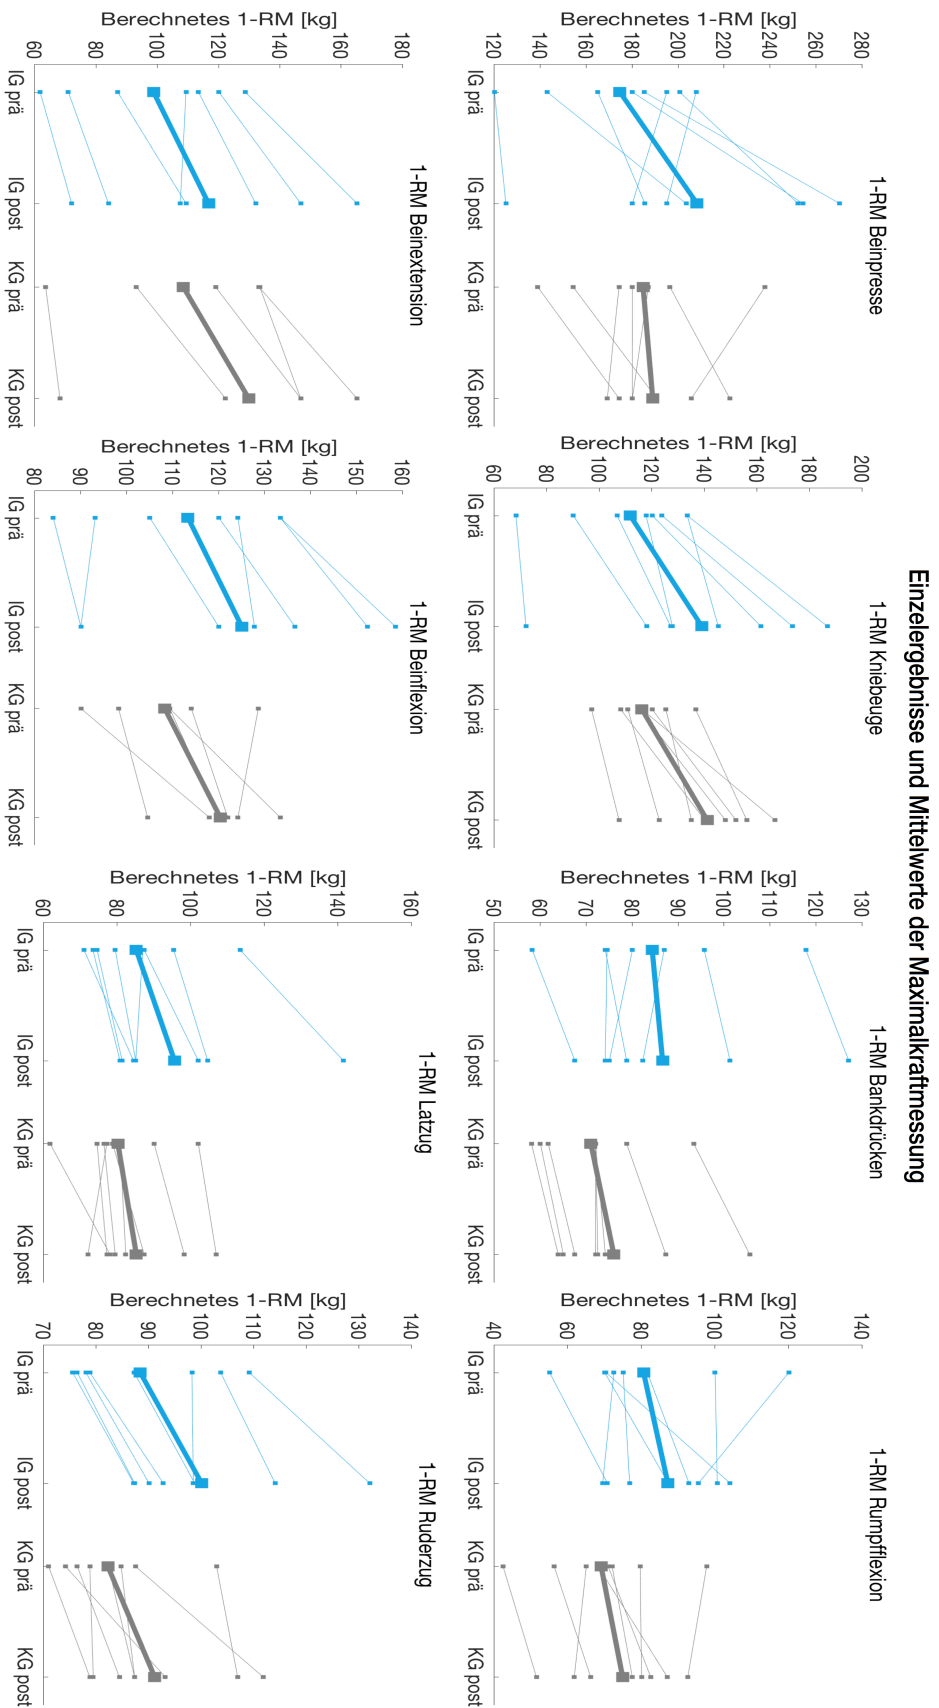 Einzelergebnisse und Mittelwerte der Maximalkraftmessung
1-RM Beinpresse
Berechnetes 1-RM [kg]
280
260
240
220
200
180
160
140
120
IG prä
IG post
KG prä
KG post
1-RM Kniebeuge
Berechnetes 1-RM [kg]
200
180
160
140
120
100
80
60
IG prä
IG post
KG prä
KG post
1-RM Bankdrücken
Berechnetes 1-RM [kg]
130
120
110
100
90
80
70
60
50
IG prä
IG post
KG prä
KG post
1-RM Rumpfflexion
Berechnetes 1-RM [kg]
140
120
100
80
60
40
IG prä
IG post
KG prä
KG post
1-RM Beinextension
Berechnetes 1-RM [kg]
180
160
140
120
100
80
60
IG prä
IG post
KG prä
KG post
1-RM Beinflexion
Berechnetes 1-RM [kg]
160
150
140
130
120
110
100
90
80
IG prä
IG post
KG prä
KG post
1-RM Latzug
Berechnetes 1-RM [kg]
160
140
120
100
80
60
IG prä
IG post
KG prä
KG post
1-RM Ruderzug
Berechnetes 1-RM [kg]
140
130
120
110
100
90
80
70
IG prä
IG post
KG prä
KG post